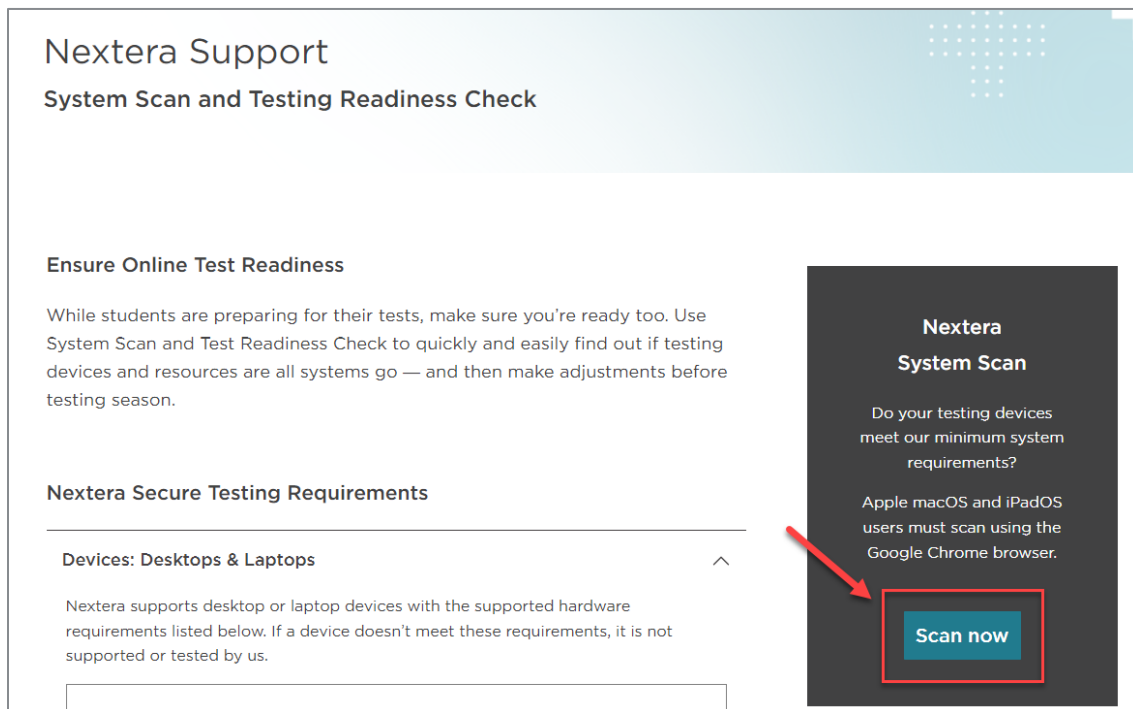 Nextera Support
System Scan and Testing Readiness Check
Ensure Online Test Readiness
While students are preparing for their tests, make sure you’re ready too. Use
System Scan and Test Readiness Check to quickly and easily find out if testing
devices and resources are all systems go — and then make adjustments before
testing season.
Nextera Secure Testing Requirements
Devices: Desktops & Laptops
Nextera supports desktop or laptop devices with the supported hardware
requirements listed below. If a device doesn’t meet these requirements, it is not
supported or tested by us.
Nextera
System Scan
Do your testing devices
meet our minimum system
requirements?
Apple macOS and iPadOS
users must scan using the
Google Chrome browser.
Scan now